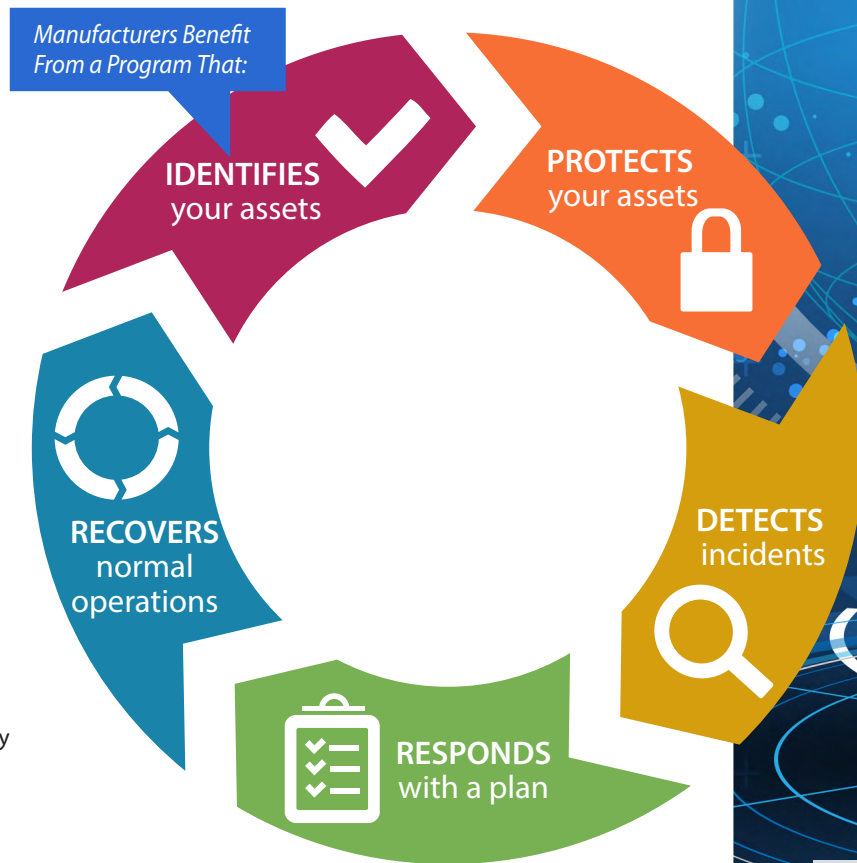 Manufacturers Benefit
From a Program That:
IDENTIFIES
your assets
PROTECTS
your assets
DETECTS
incidents
RESPONDS
with a plan
RECOVERS
normal
operations
y